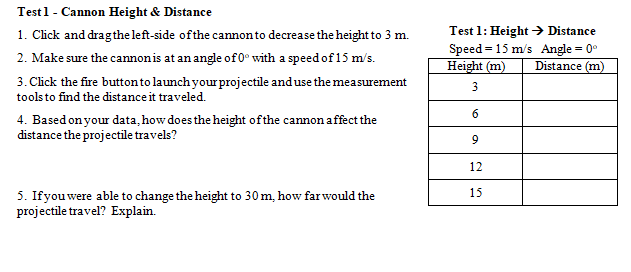 Test 1 - Cannon Height & Distance
1. Click and drag the left-side of the cannon to decrease the height to 3 m.
2. Make sure the cannon is at an angle of 0° with a speed of 15 m/s.
3. Click the fire button to launch your projectile and use the measurement
tools to find the distance it traveled.
4. Based on your data, how does the height of the cannon affect the
distance the projectile travels?
5. If you were able to change the height to 30 m, how far would the
projectile travel? Explain.
Test 1: Height → Distance
Speed = 15 m/s Angle = 0°
Height (m) Distance (m)
3
6
9
12
15